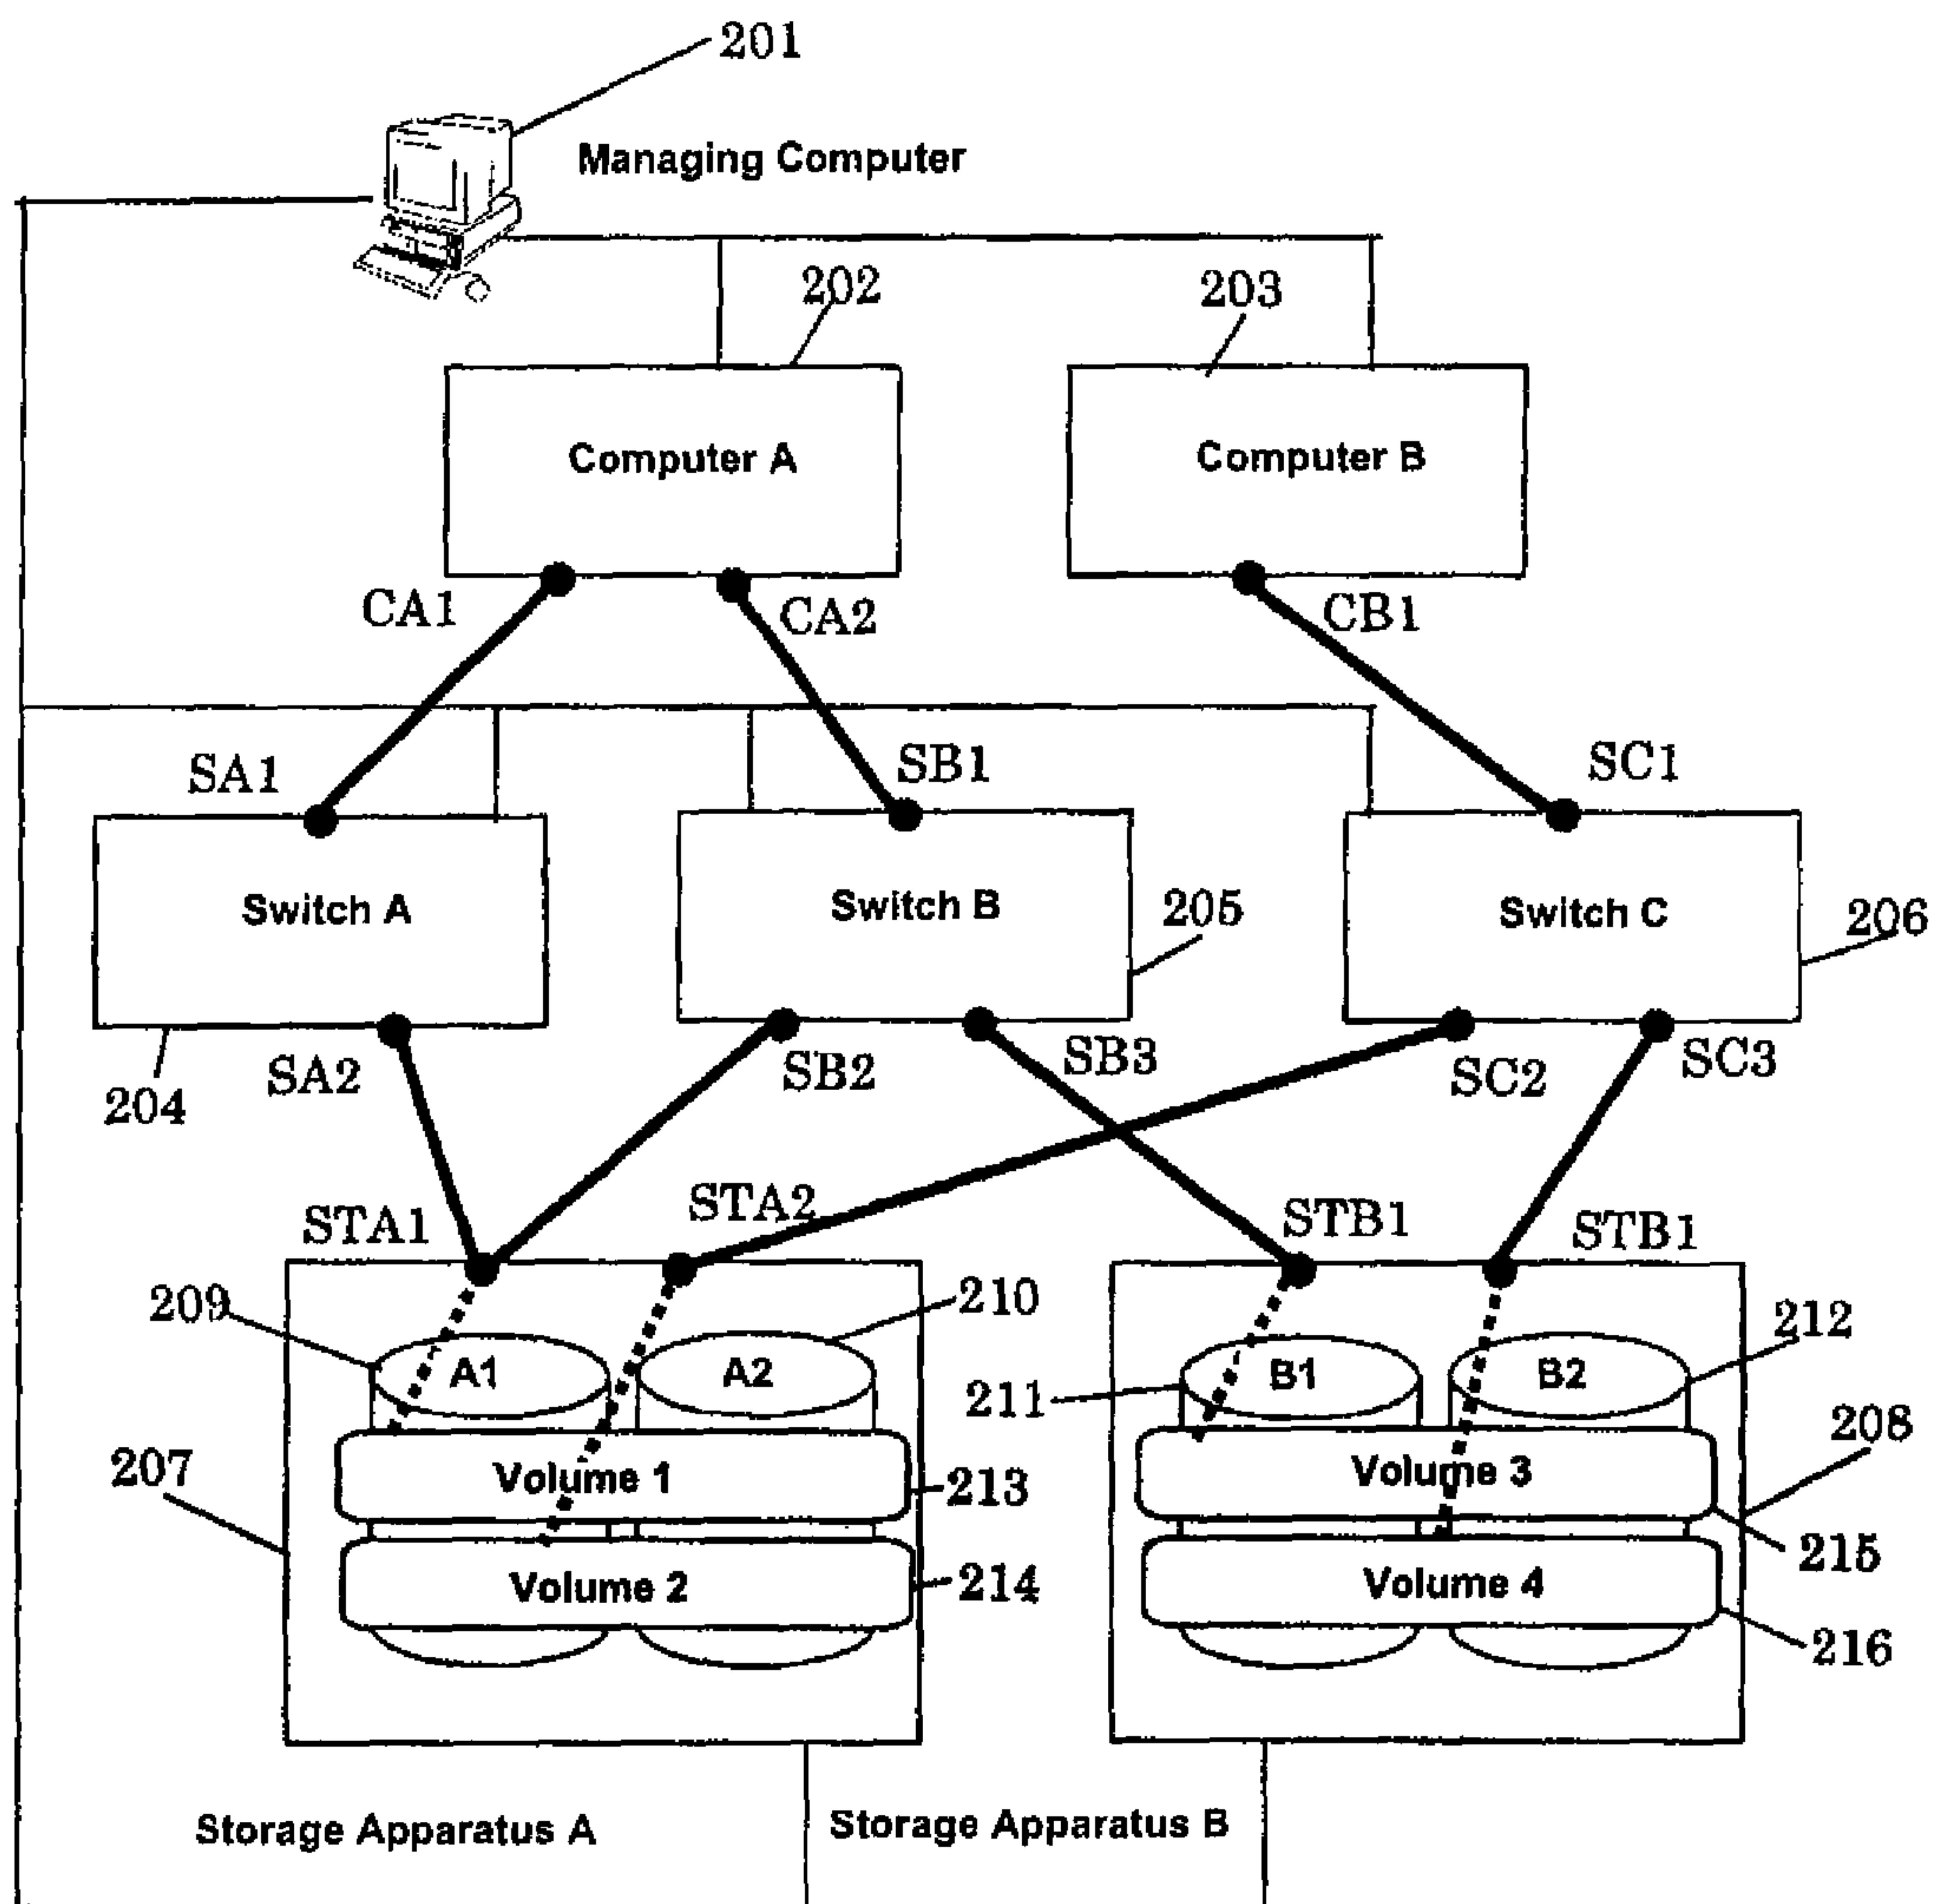 201
Managing Computer
202
203
Computer A
Computer B
CA1
CA2
CB1
SA1
SB1
SC1
Switch A
Switch B
Switch C
205
206
204
SA2
SB2
SB3
SC2
SC3
STA1
STA2
STB1
STB1
209
210
212
A1
A2
B1
B2
211
207
208
Volume 1
213
Volume 3
215
Volume 2
214
Volume 4
216
Storage Apparatus A
Storage Apparatus B